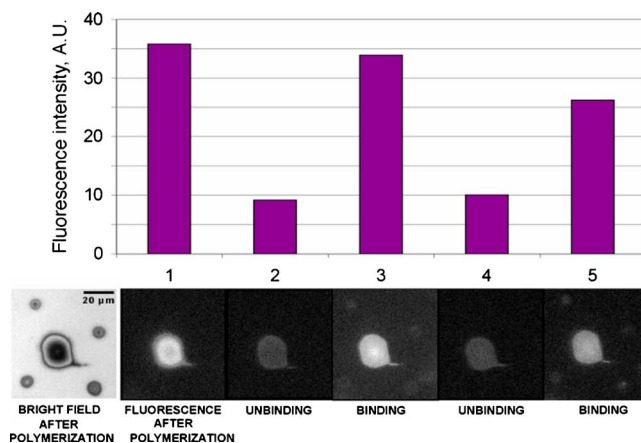 Fluorescence intensity, A.U.
40
30
20
10
0
1
2
3
4
5
20 µm
BRIGHT FIELD
AFTER
POLYMERIZATION
FLUORESCENCE
AFTER
POLYMERIZATION
UNBINDING
BINDING
UNBINDING
BINDING